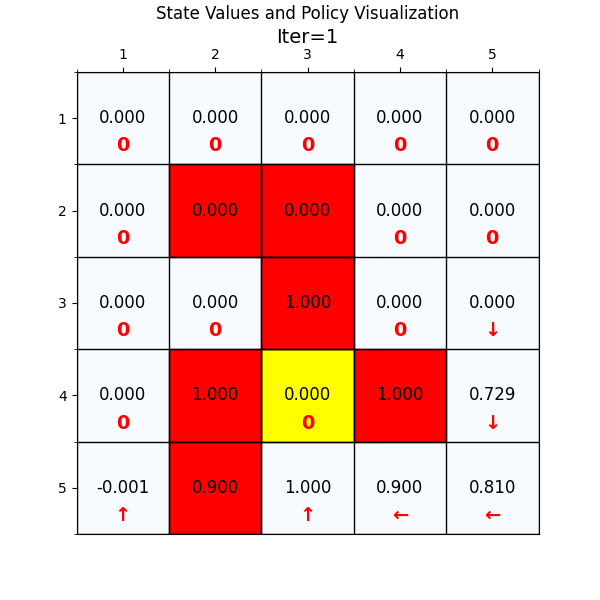 State Values and Policy Visualization
Iter=1
1 2 3 4 5
1 0.000 0.000 0.000 0.000 0.000
0 0 0 0 0
2 0.000 0.000 0.000 0.000 0.000
0 0 0
3 0.000 0.000 1.000 0.000 0.000
0 0 0 ↓
4 0.000 1.000 0.000 1.000 0.729
0 0 ↓
5 -0.001 0.900 1.000 0.900 0.810
↑ ↑ ← ←